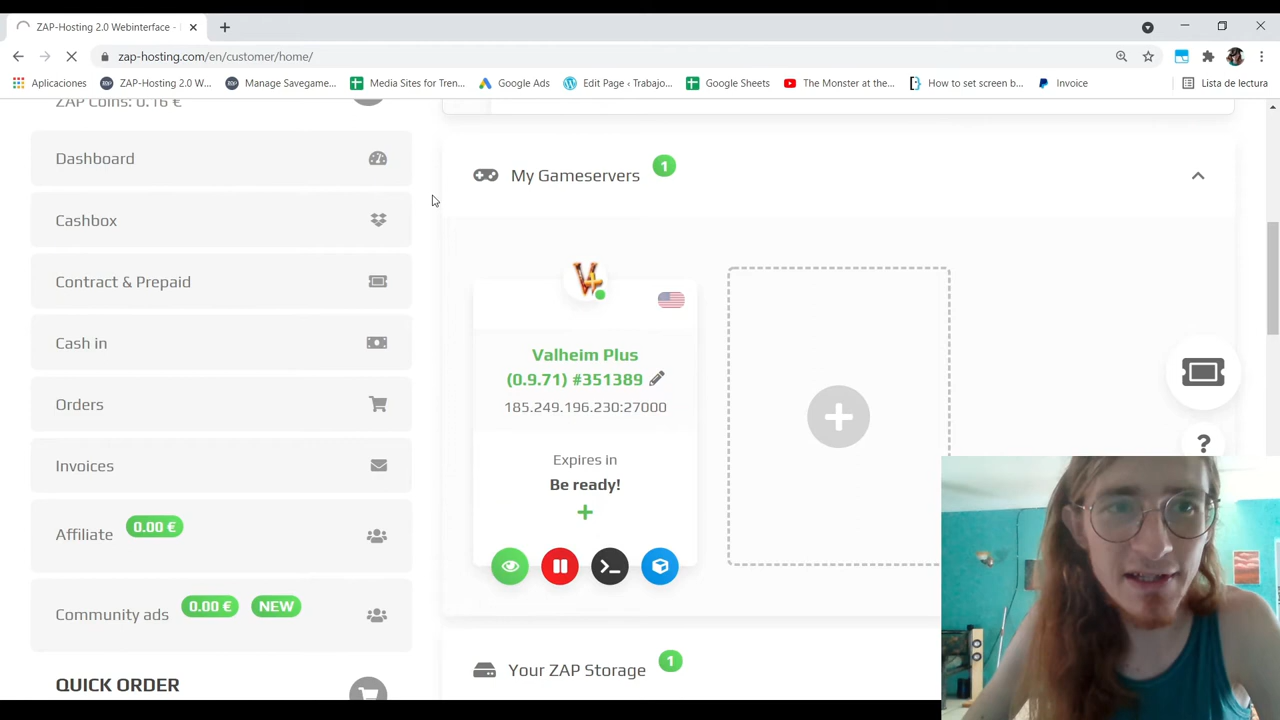 ZAP-Hosting 2.0 Webinterface -
zap-hosting.com/en/customer/home/
Aplicaciones
ZAP-Hosting 2.0 W...
Manage Savegame...
Media Sites for Tren...
Google Ads
Edit Page ‹ Trabajo...
Google Sheets
The Monster at the...
How to set screen b...
Invoice
Lista de lectura
ZAP Coins: 0.16 €
Dashboard
Cashbox
Contract & Prepaid
Cash in
Orders
Invoices
Affiliate 0.00 €
Community ads 0.00 € NEW
QUICK ORDER
My Gameservers 1
V+
Valheim Plus
(0.9.71) #351389
185.249.196.230:27000
Expires in
Be ready!
Your ZAP Storage 1